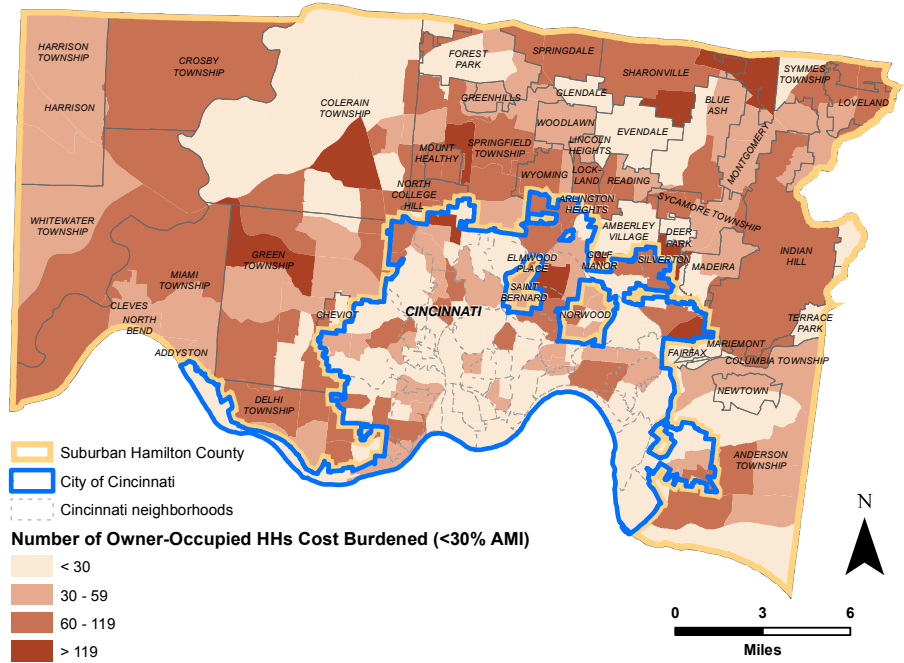 HARRISON
TOWNSHIP
CROSBY
TOWNSHIP
FOREST
PARK
SPRINGDALE
SHARONVILLE
SYMMES
TOWNSHIP
HARRISON
COLERAIN
TOWNSHIP
GREENHILLS
GLENDALE
BLUE
ASH
LOVELAND
WOODLAWN
EVENDALE
MOUNT
HEALTHY
SPRINGFIELD
TOWNSHIP
LINCOLN
HEIGHTS
MONTGOMERY
WYOMING
LOCK-
LAND
READING
NORTH
COLLEGE
HILL
ARLINGTON
HEIGHTS
SYCAMORE TOWNSHIP
WHITEWATER
TOWNSHIP
AMBERLEY
VILLAGE
DEER
PARK
GREEN
TOWNSHIP
ELMWOOD
PLACE
GOLF
MANOR
SILVERTON
MADEIRA
INDIAN
HILL
MIAMI
TOWNSHIP
SAINT
BERNARD
CLEVES
NORTH
BEND
CHEVIOT
CINCINNATI
NORWOOD
TERRACE
PARK
ADDYSTON
FAIRFAX
MARIEMONT
COLUMBIA TOWNSHIP
NEWTOWN
DELHI
TOWNSHIP
ANDERSON
TOWNSHIP
Suburban Hamilton County
City of Cincinnati
Cincinnati neighborhoods
Number of Owner-Occupied HHs Cost Burdened (<30% AMI)
< 30
30 - 59
60 - 119
> 119
N
0 3 6
Miles